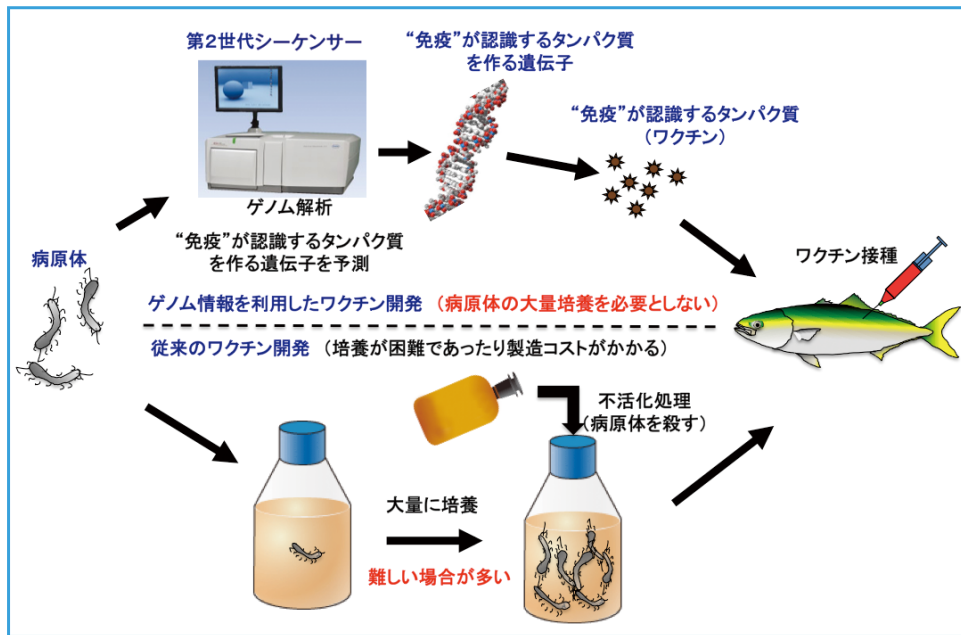 第2世代シーケンサー
“免疫”が認識するタンパク質
を作る遺伝子
“免疫”が認識するタンパク質
（ワクチン）
ゲノム解析
“免疫”が認識するタンパク質
を作る遺伝子を予測
病原体
ワクチン接種
ゲノム情報を利用したワクチン開発 （病原体の大量培養を必要としない）
従来のワクチン開発 （培養が困難であったり製造コストがかかる）
不活化処理
（病原体を殺す）
大量に培養
難しい場合が多い